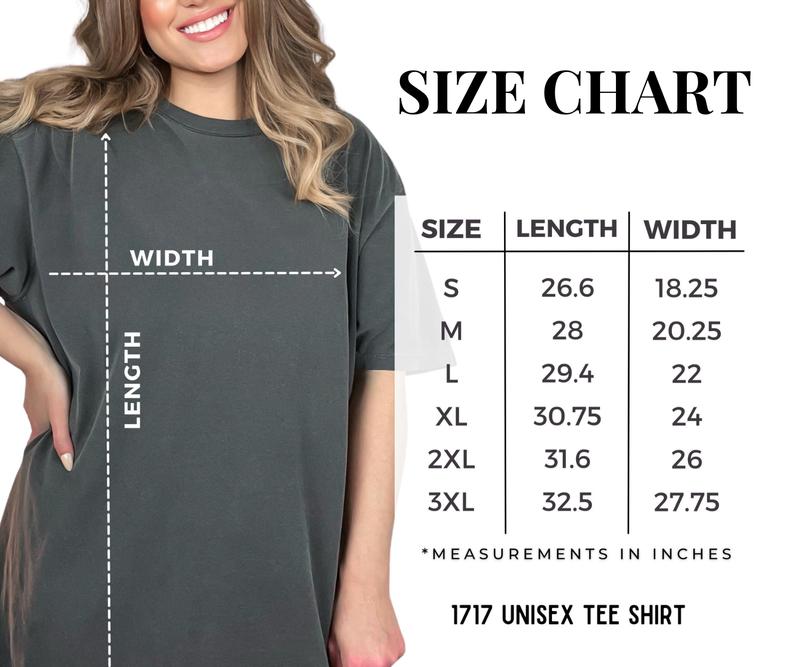 SIZE CHART
WIDTH
LENGTH
SIZE LENGTH WIDTH
S 26.6 18.25
M 28 20.25
L 29.4 22
XL 30.75 24
2XL 31.6 26
3XL 32.5 27.75
*MEASUREMENTS IN INCHES
1717 UNISEX TEE SHIRT